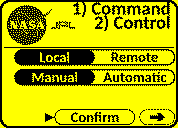 NASA JPL
1) Command
2) Control
Local Remote
Manual Automatic
Confirm